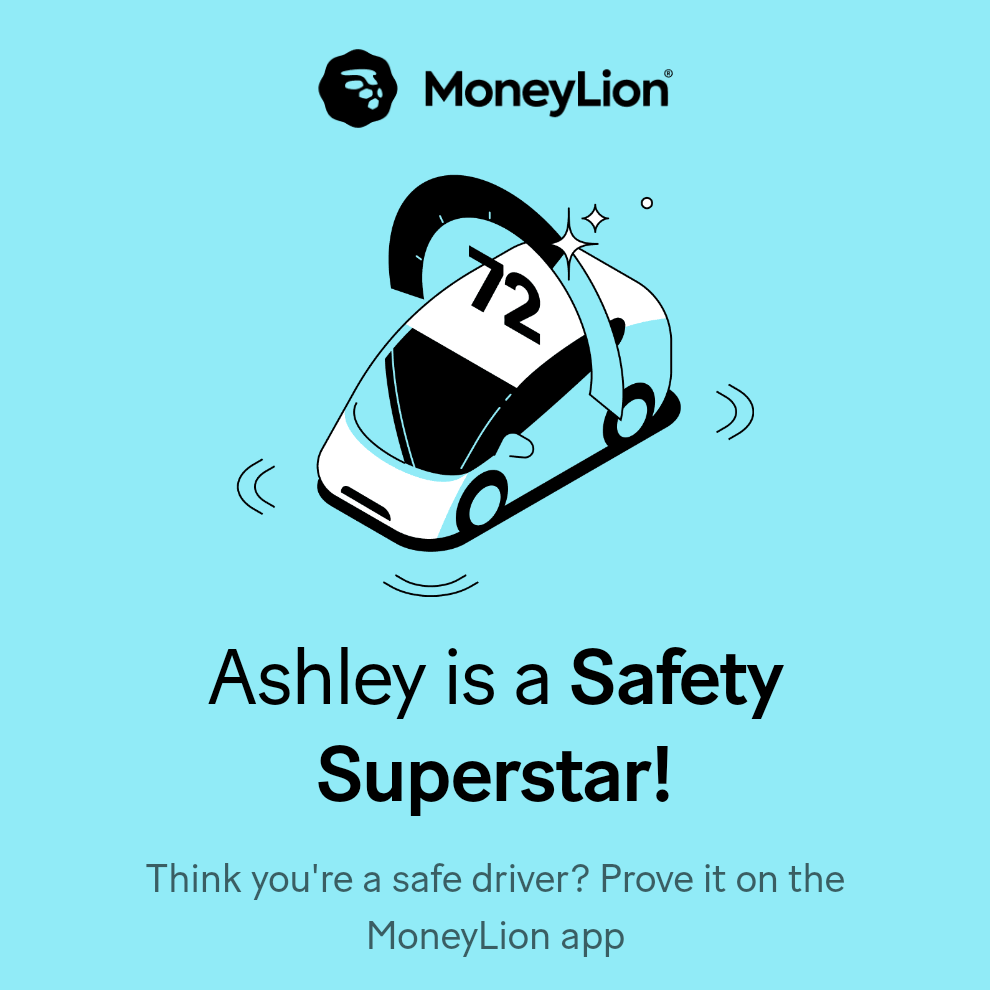 MoneyLion®
72
Ashley is a Safety
Superstar!
Think you're a safe driver? Prove it on the
MoneyLion app